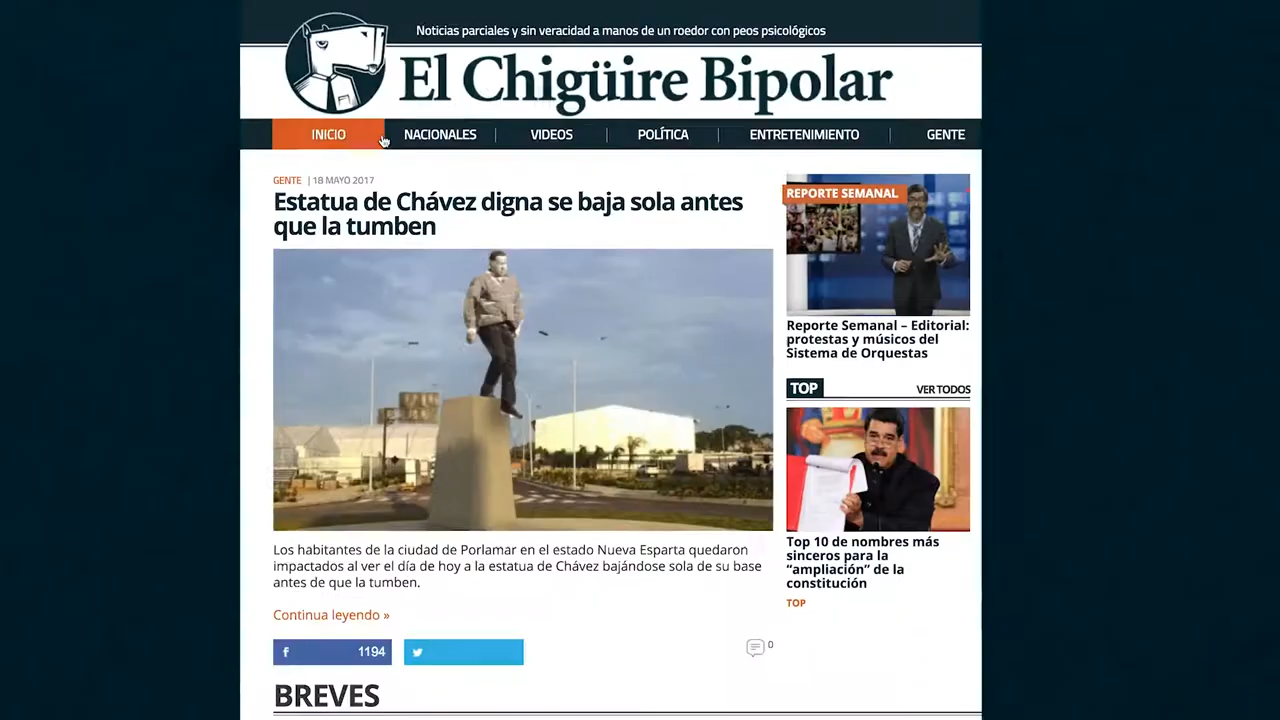 Noticias parciales y sin veracidad a manos de un roedor con peos psicológicos
El Chigüire Bipolar
INICIO
NACIONALES
VIDEOS
POLÍTICA
ENTRETENIMIENTO
GENTE
GENTE | 18 MAYO 2017
Estatua de Chávez digna se baja sola antes
que la tumben
Los habitantes de la ciudad de Porlamar en el estado Nueva Esparta quedaron
impactados al ver el día de hoy a la estatua de Chávez bajándose sola de su base
antes de que la tumben.
Continua leyendo »
f 1194
0
BREVES
REPORTE SEMANAL
Reporte Semanal – Editorial:
protestas y músicos del
Sistema de Orquestas
TOP
VER TODOS
Top 10 de nombres más
sinceros para la
“ampliación” de la
constitución
TOP